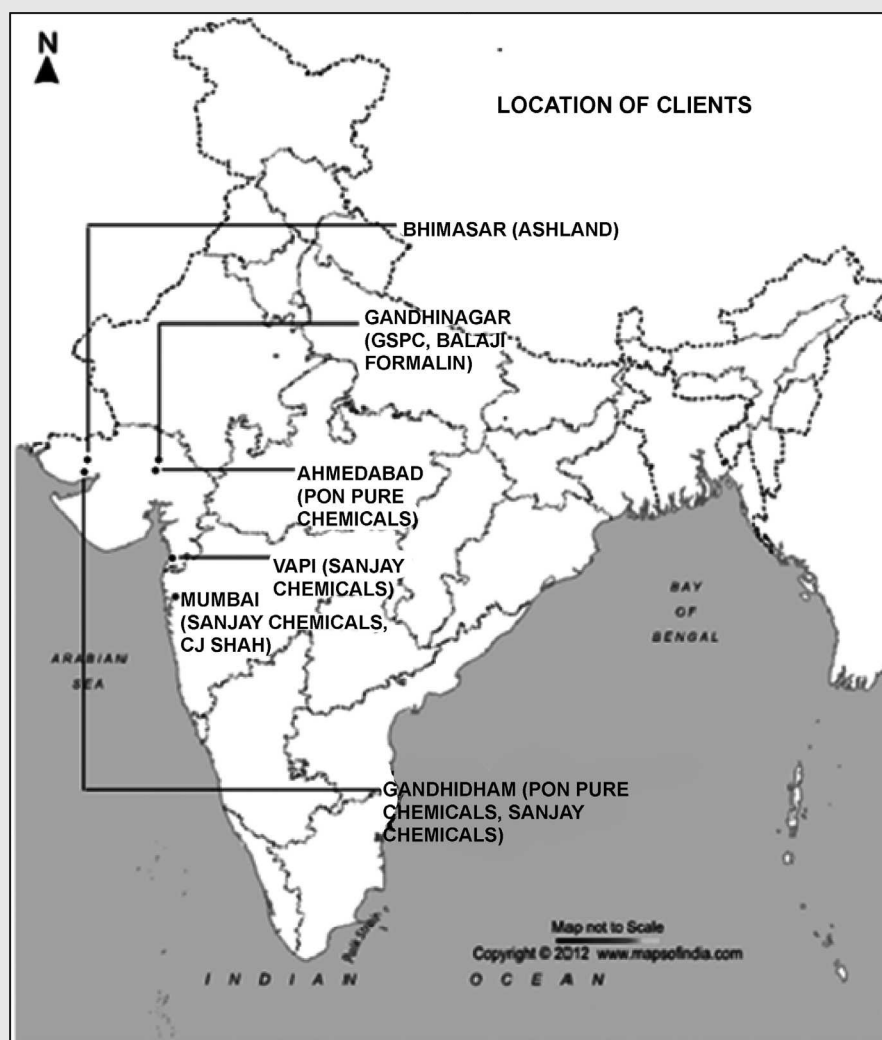 N
LOCATION OF CLIENTS
BHIMASAR (ASHLAND)
GANDHINAGAR
(GSPC, BALAJI
FORMALIN)
AHMEDABAD
(PON PURE
CHEMICALS)
VAPI (SANJAY
CHEMICALS)
MUMBAI
(SANJAY CHEMICALS,
CJ SHAH)
BAY
OF
BENGAL
ARABIAN
SEA
GANDHIDHAM (PON PURE
CHEMICALS, SANJAY
CHEMICALS)
Palk Strait
Map not to Scale
Copyright © 2012 www.mapsofindia.com
INDIAN OCEAN